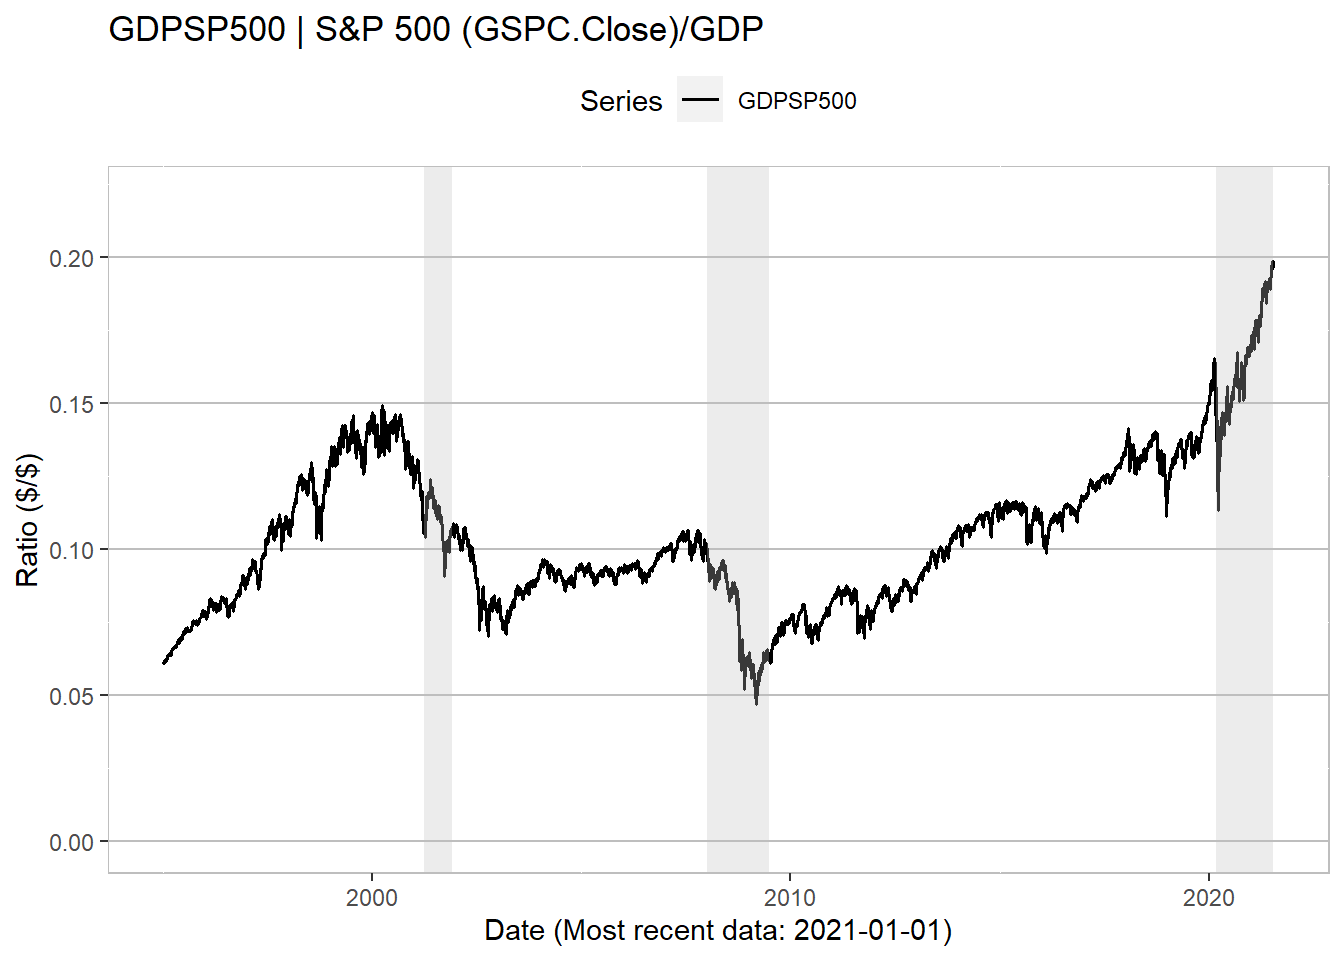 GDPSP500 | S&P 500 (GSPC.Close)/GDP
Series GDPSP500
Ratio ($/$)
0.20
0.15
0.10
0.05
0.00
2000 2010 2020
Date (Most recent data: 2021-01-01)